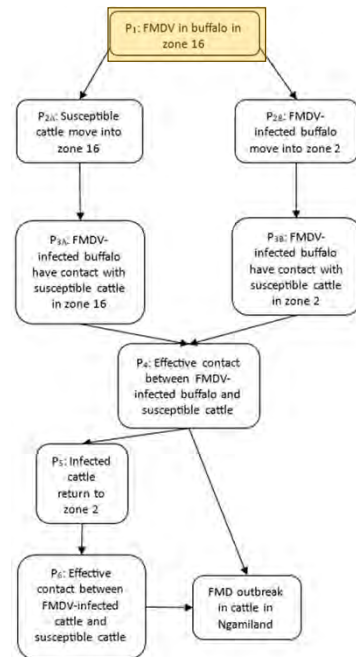 P₁: FMDV in buffalo in
zone 16
P₂ₐ: Susceptible
cattle move into
zone 16
P₂B: FMDV-
infected buffalo
move into zone 2
P₃ₐ: FMDV-
infected buffalo
have contact with
susceptible cattle
in zone 16
P₃B: FMDV-
infected buffalo
have contact with
susceptible cattle
in zone 2
P₄: Effective contact
between FMDV-
infected buffalo and
susceptible cattle
P₅: Infected
cattle
return to
zone 2
P₆: Effective
contact between
FMDV-infected
cattle and
susceptible cattle
FMD outbreak
in cattle in
Ngamiland